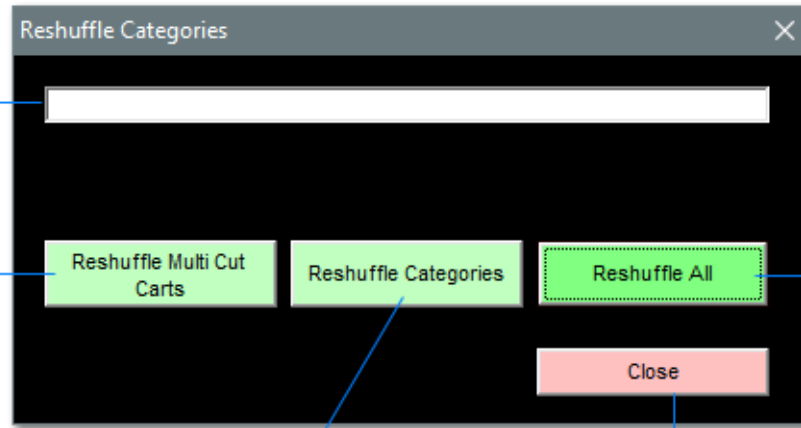 Reshuffle Categories
Reshuffle Multi Cut
Carts
Reshuffle Categories
Reshuffle All
Close